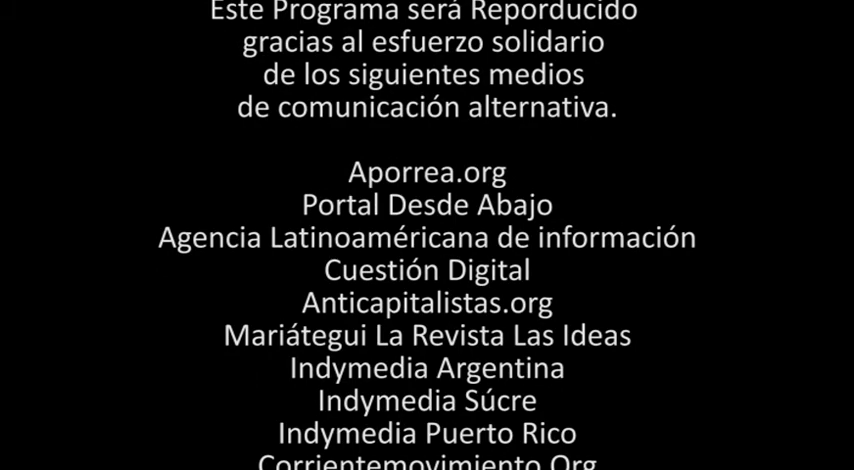 Este Programa será Reporducido
gracias al esfuerzo solidario
de los siguientes medios
de comunicación alternativa.
Aporrea.org
Portal Desde Abajo
Agencia Latinoaméricana de información
Cuestión Digital
Anticapitalistas.org
Mariátegui La Revista Las Ideas
Indymedia Argentina
Indymedia Súcre
Indymedia Puerto Rico
Corrientemovimiento.Org